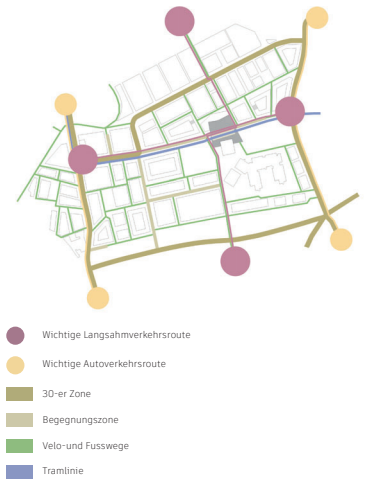 Wichtige Langsahmverkehrsroute
Wichtige Autoverkehrsroute
30-er Zone
Begegnungszone
Velo-und Fusswege
Tramlinie